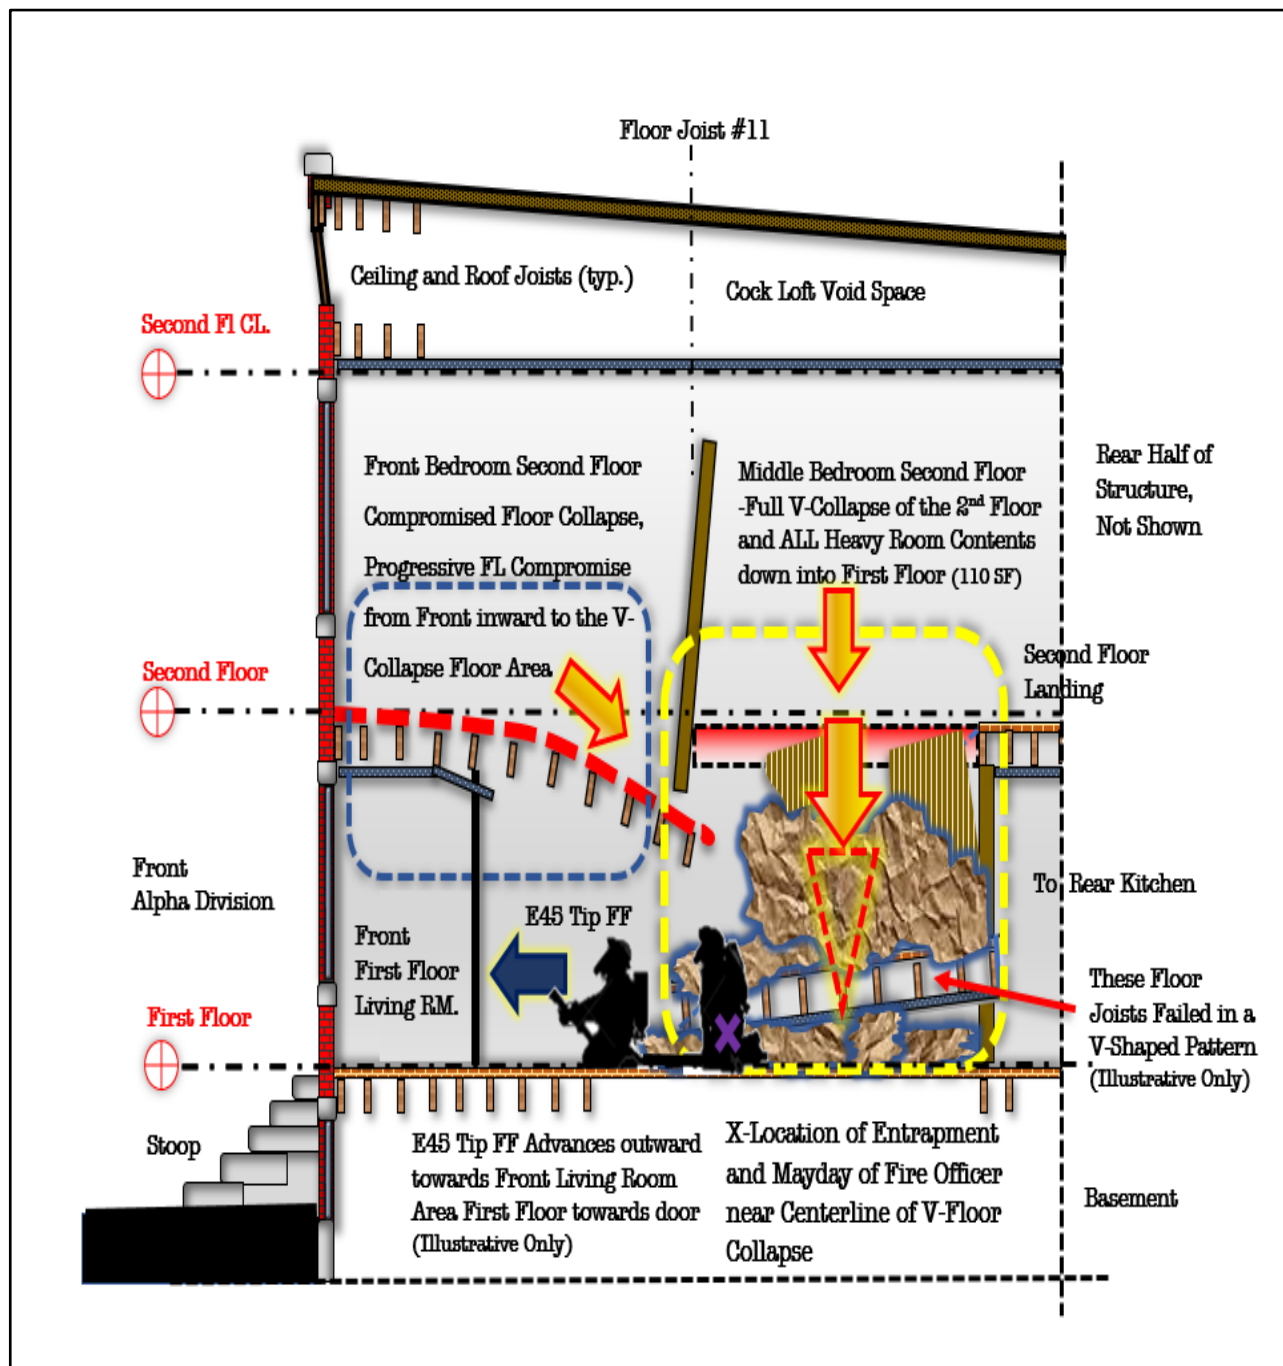 Floor Joist #11
Ceiling and Roof Joists (typ.)
Cock Loft Void Space
Second Fl CL.
Front Bedroom Second Floor
Compromised Floor Collapse,
Progressive FL Compromise
from Front inward to the V-
Collapse Floor Area
Middle Bedroom Second Floor
-Full V-Collapse of the 2nd Floor
and ALL Heavy Room Contents
down into First Floor (110 SF)
Rear Half of
Structure,
Not Shown
Second Floor
Second Floor
Landing
Front
Alpha Division
E45 Tip FF
To Rear Kitchen
Front
First Floor
Living RM.
These Floor
Joists Failed in a
V-Shaped Pattern
(Illustrative Only)
First Floor
X
Stoop
E45 Tip FF Advances outward
towards Front Living Room
Area First Floor towards door
(Illustrative Only)
X-Location of Entrapment
and Mayday of Fire Officer
near Centerline of V-Floor
Collapse
Basement